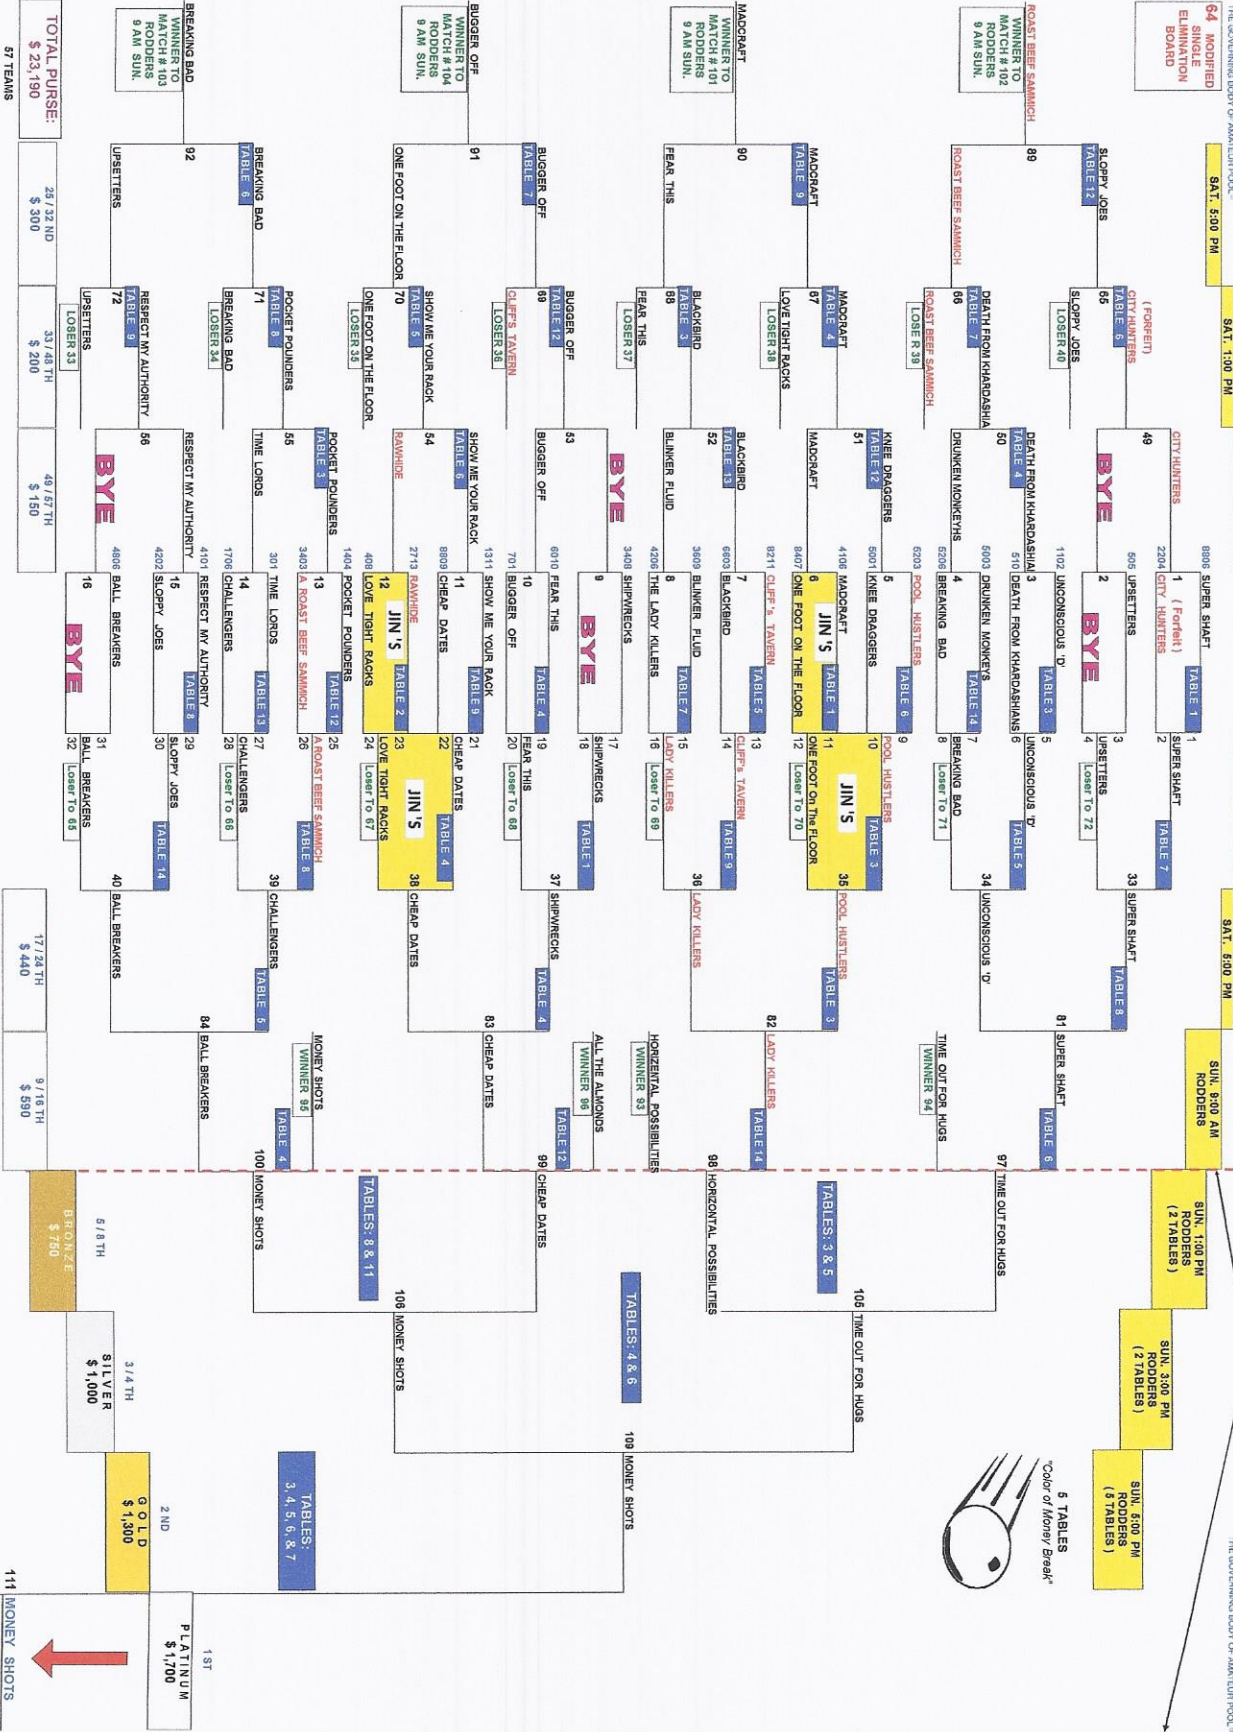 THE GOVERNING BODY OF AMATEUR POOL"
THE GOVERNING BODY OF AMATEUR POOL"
64 MODIFIED
SINGLE
ELIMINATION
BOARD
ROAST BEEF SAMMICH
WINNER TO
MATCH # 102
RODDERS
9 AM SUN.
MADCRAFT
WINNER TO
MATCH # 101
RODDERS
9 AM SUN.
BUGGER OFF
WINNER TO
MATCH # 104
RODDERS
9 AM SUN.
BREAKING BAD
WINNER TO
MATCH # 103
RODDERS
9 AM SUN.
TOTAL PURSE:
$ 23,190
57 TEAMS
SAT. 5:00 PM
SLOPPY JOES
TABLE 12
89
ROAST BEEF SAMMICH
MADCRAFT
TABLE 9
90
FEAR THIS
BUGGER OFF
TABLE 7
91
ONE FOOT ON THE FLOOR
BREAKING BAD
TABLE 6
92
UPSETTERS
25 / 32 ND
$ 300
SAT. 1:00 PM
( FORFEIT)
CITY HUNTERS
TABLE 6
65
SLOPPY JOES
LOSER 40
DEATH FROM KHARDASHIA
TABLE 7
66
ROAST BEEF SAMMICH
LOSE R 39
MADCRAFT
TABLE 4
67
LOVE TIGHT RACKS
LOSER 38
BLACKBIRD
TABLE 3
68
FEAR THIS
LOSER 37
BUGGER OFF
TABLE 12
69
CLIFF'S TAVERN
LOSER 36
SHOW ME YOUR RACK
TABLE 5
70
ONE FOOT ON THE FLOOR
LOSER 35
POCKET POUNDERS
TABLE 8
71
BREAKING BAD
LOSER 34
RESPECT MY AUTHORITY
TABLE 9
72
UPSETTERS
LOSER 33
33 / 48 TH
$ 200
CITY HUNTERS
49
BYE
DEATH FROM KHARDASHIAI
TABLE 4
50
DRUNKEN MONKEYHS
KNEE DRAGGERS
TABLE 12
51
MADCRAFT
BLACKBIRD
TABLE 13
52
BLINKER FLUID
BYE
53
BUGGER OFF
SHOW ME YOUR RACK
TABLE 6
54
RAWHIDE
POCKET POUNDERS
TABLE 3
55
TIME LORDS
RESPECT MY AUTHORITY
56
BYE
49 / 57 TH
$ 150
8806 SUPER SHAFT
TABLE 1
1 ( Forfeit )
2204 CITY HUNTERS
505 UPSETTERS
2
BYE
1102 UNCONSCIOUS 'D'
TABLE 3
3
510 DEATH FROM KHARDASHIANS
5003 DRUNKEN MONKEYS
TABLE 14
4
5206 BREAKING BAD
5203 POOL HUSTLERS
TABLE 6
5
5001 KNEE DRAGGERS
4106 MADCRAFT
TABLE 1
6
JIN 'S
8407 ONE FOOT ON THE FLOOR
8211 CLIFF's TAVERN
TABLE 5
7
6603 BLACKBIRD
3609 BLINKER FLUID
TABLE 7
8
4206 THE LADY KILLERS
3408 SHIPWRECKS
9
BYE
6010 FEAR THIS
TABLE 4
10
701 BUGGER OFF
1311 SHOW ME YOUR RACK
TABLE 9
11
8809 CHEAP DATES
2713 RAWHIDE
TABLE 2
12
JIN 'S
408 LOVE TIGHT RACKS
1404 POCKET POUNDERS
TABLE 12
13
3403 A ROAST BEEF SAMMICH
301 TIME LORDS
TABLE 13
14
1706 CHALLENGERS
4101 RESPECT MY AUTHORITY
TABLE 8
15
4202 SLOPPY JOES
4806 BALL BREAKERS
16
BYE
1
2 SUPER SHAFT
TABLE 7
3
4 UPSETTERS
Loser To 72
5
6 UNCONSCIOUS 'D'
TABLE 5
7
8 BREAKING BAD
Loser To 71
9
10 POOL HUSTLERS
TABLE 3
JIN 'S
11
12 ONE FOOT On The FLOOR
Loser To 70
13
14 CLIFF's TAVERN
TABLE 9
15
16 LADY KILLERS
Loser To 69
17
18 SHIPWRECKS
TABLE 1
19
20 FEAR THIS
Loser To 68
21
22 CHEAP DATES
TABLE 4
JIN 'S
23
24 LOVE TIGHT RACKS
Loser To 67
25
26 A ROAST BEEF SAMMICH
TABLE 8
27
28 CHALLENGERS
Loser To 66
29
30 SLOPPY JOES
TABLE 14
31
32 BALL BREAKERS
Loser To 65
SAT. 5:00 PM
33 SUPER SHAFT
TABLE 8
34 UNCONSCIOUS 'D'
35 POOL HUSTLERS
TABLE 3
36 LADY KILLERS
37 SHIPWRECKS
TABLE 4
38 CHEAP DATES
39 CHALLENGERS
TABLE 5
40 BALL BREAKERS
17 / 24 TH
$ 440
SUN. 9:00 AM
RODDERS
81 SUPER SHAFT
TABLE 6
TIME OUT FOR HUGS
WINNER 94
82 LADY KILLERS
TABLE 14
HORIZENTAL POSSIBILITIES
WINNER 93
ALL THE ALMONDS
WINNER 96
TABLE 12
83 CHEAP DATES
MONEY SHOTS
WINNER 95
TABLE 4
84 BALL BREAKERS
9 / 16 TH
$ 590
SUN. 1:00 PM
RODDERS
( 2 TABLES )
97 TIME OUT FOR HUGS
TABLES: 3 & 5
98 HORIZONTAL POSSIBILITIES
99 CHEAP DATES
TABLES: 8 & 11
100 MONEY SHOTS
5 / 8 TH
BRONZE
$ 750
SUN. 3:00 PM
RODDERS
( 2 TABLES )
105 TIME OUT FOR HUGS
TABLES: 4 & 6
106 MONEY SHOTS
3 / 4 TH
SILVER
$ 1,000
SUN. 5:00 PM
RODDERS
( 5 TABLES )
5 TABLES
"Color of Money Break"
109 MONEY SHOTS
TABLES:
3, 4, 5, 6, & 7
2 ND
GOLD
$ 1,300
1 ST
PLATINUM
$ 1,700
111 MONEY SHOTS